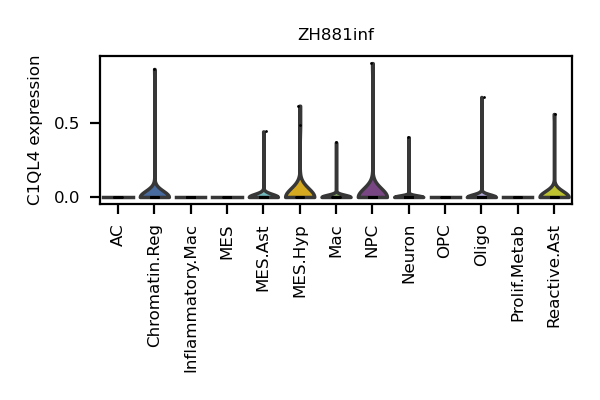 ZH881inf
C1QL4 expression
0.5
0.0
AC
Chromatin.Reg
Inflammatory.Mac
MES
MES.Ast
MES.Hyp
Mac
NPC
Neuron
OPC
Oligo
Prolif.Metab
Reactive.Ast